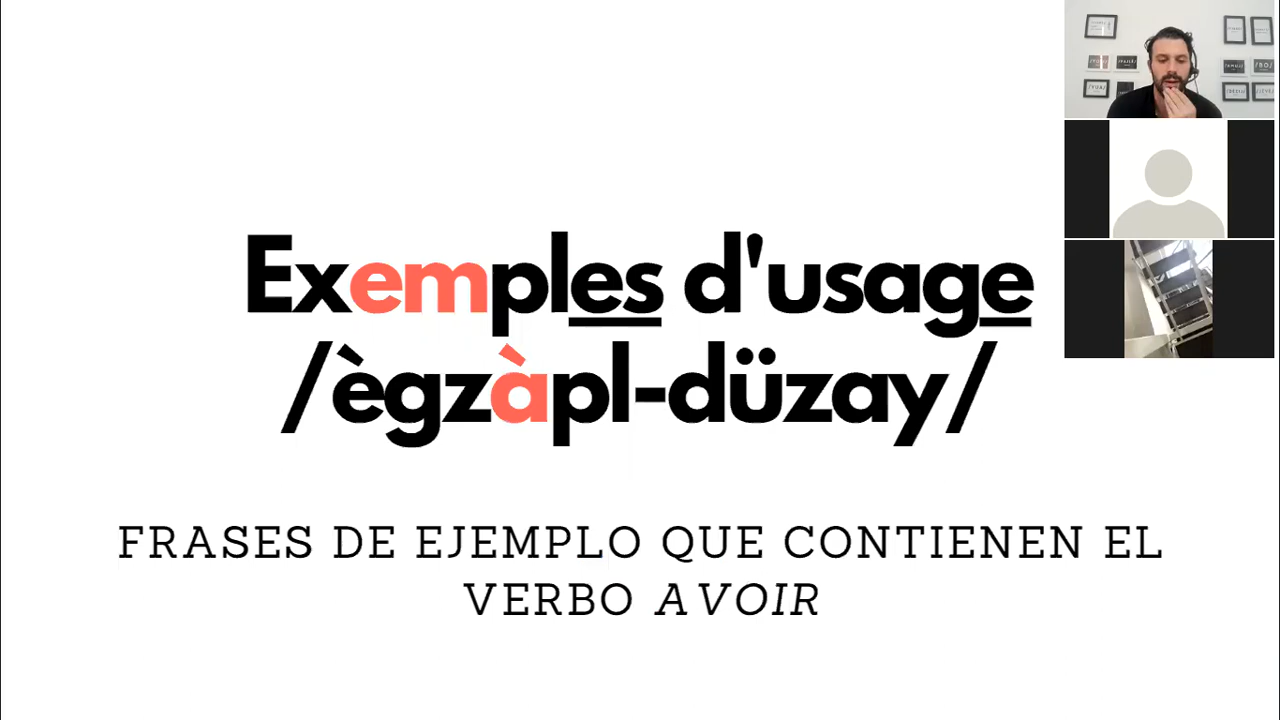 Exemples d'usage
/ègzàpl-düzay/
FRASES DE EJEMPLO QUE CONTIENEN EL
VERBO AVOIR